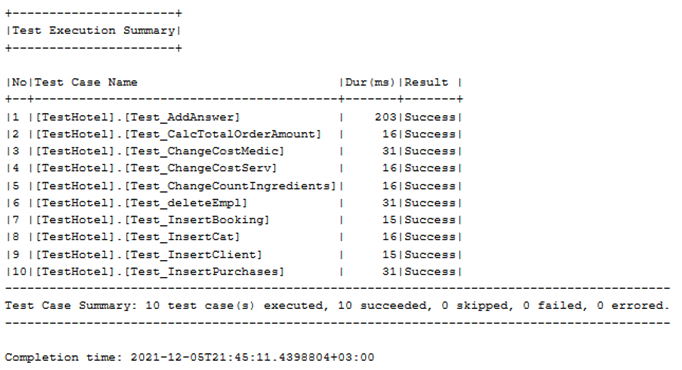 +----------------------+
|Test Execution Summary|
+----------------------+
|No|Test Case Name                          |Dur(ms)|Result |
+--+----------------------------------------+-------+-------+
|1 |[TestHotel].[Test_AddAnswer]            |    203|Success|
|2 |[TestHotel].[Test_CalcTotalOrderAmount] |     16|Success|
|3 |[TestHotel].[Test_ChangeCostMedic]      |     31|Success|
|4 |[TestHotel].[Test_ChangeCostServ]       |     16|Success|
|5 |[TestHotel].[Test_ChangeCountIngredients]|     16|Success|
|6 |[TestHotel].[Test_deleteEmpl]           |     31|Success|
|7 |[TestHotel].[Test_InsertBooking]        |     15|Success|
|8 |[TestHotel].[Test_InsertCat]            |     16|Success|
|9 |[TestHotel].[Test_InsertClient]         |     15|Success|
|10|[TestHotel].[Test_InsertPurchases]      |     31|Success|
-----------------------------------------------------------------------------
Test Case Summary: 10 test case(s) executed, 10 succeeded, 0 skipped, 0 failed, 0 errored.
-----------------------------------------------------------------------------
Completion time: 2021-12-05T21:45:11.4398804+03:00